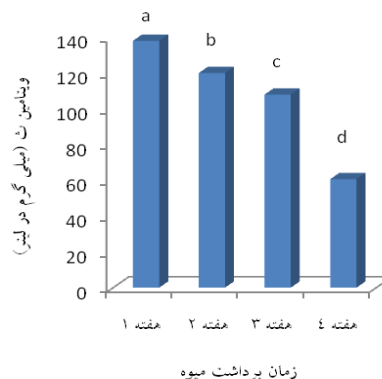 a
b
c
d
140
120
100
80
60
40
20
0
ویتامین ث (میلی گرم در لیتر)
هفته ۱
هفته ۲
هفته ۳
هفته ٤
زمان برداشت میوه